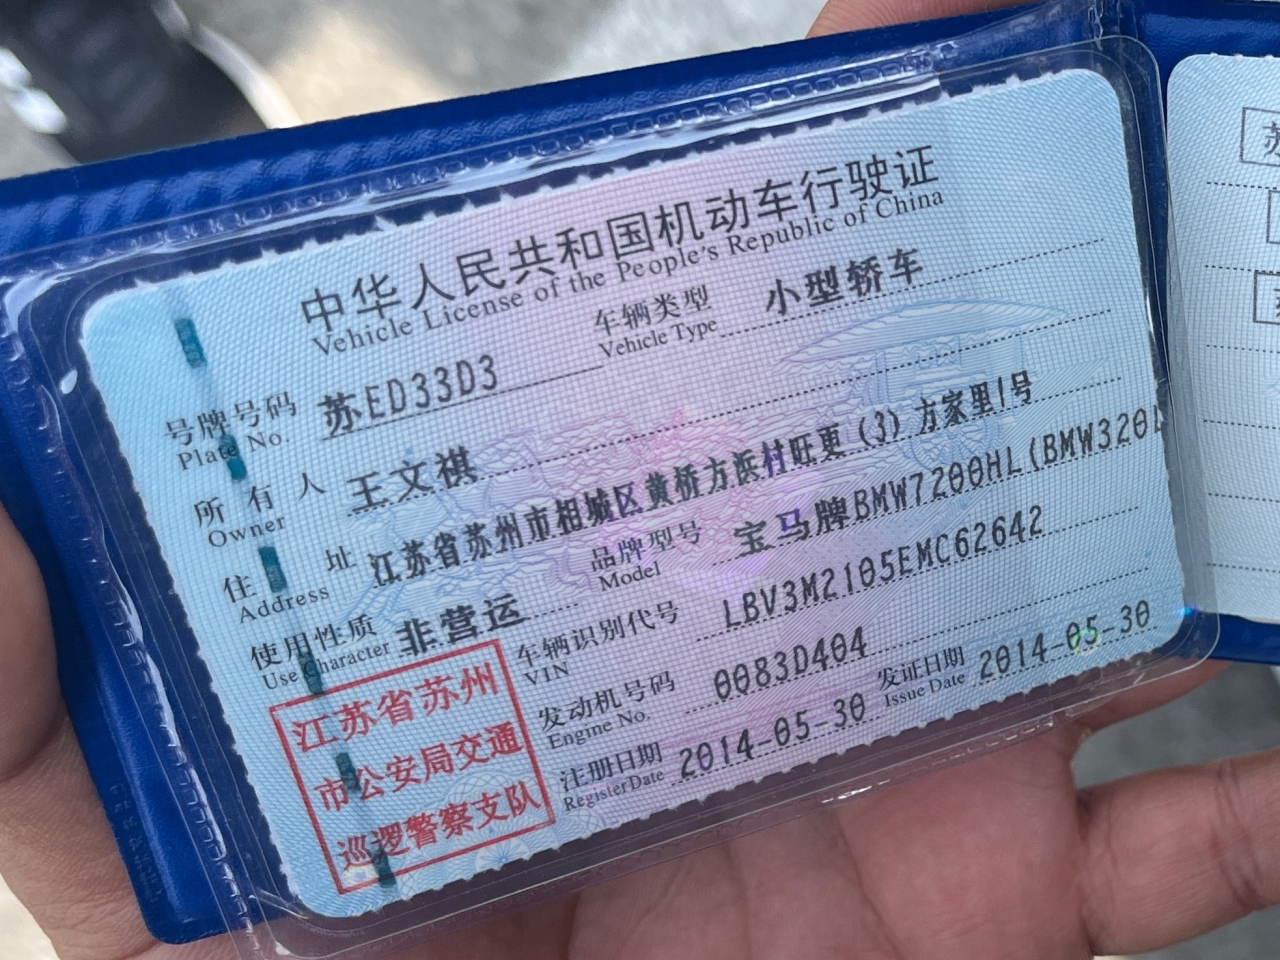 中华人民共和国机动车行驶证
Vehicle License of the People's Republic of China
号牌号码 苏ED33D3 车辆类型 小型轿车
Plate No. Vehicle Type
所有人 王文祺
Owner
住址 江苏省苏州市相城区黄桥方浜村旺更(3)方家里1号
Address
使用性质 非营运 品牌型号 宝马牌BMW7200HL(BMW320L
Use Character Model
车辆识别代号 LBV3M2105EMC62642
VIN
发动机号码 0083D404
Engine No.
注册日期 2014-05-30 发证日期 2014-05-30
Register Date Issue Date
江苏省苏州
市公安局交通
巡逻警察支队
苏